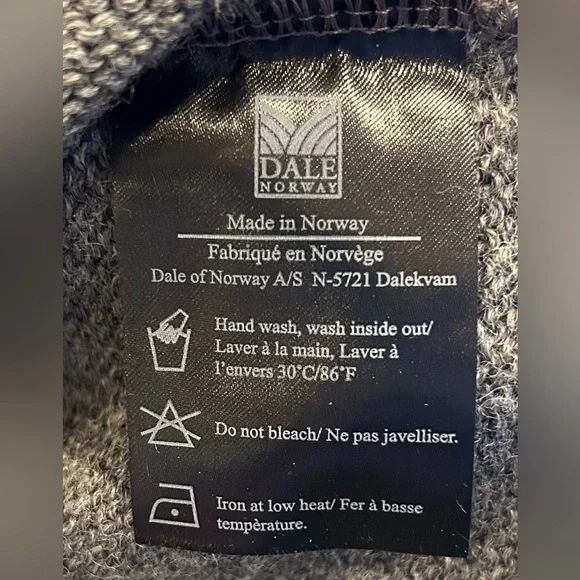 DALE
NORWAY
Made in Norway
Fabriqué en Norvège
Dale of Norway A/S N-5721 Dalekvam
Hand wash, wash inside out/
Laver à la main, Laver à
l'envers 30°C/86°F
Do not bleach/ Ne pas javelliser.
Iron at low heat/ Fer à basse
tempèrature.